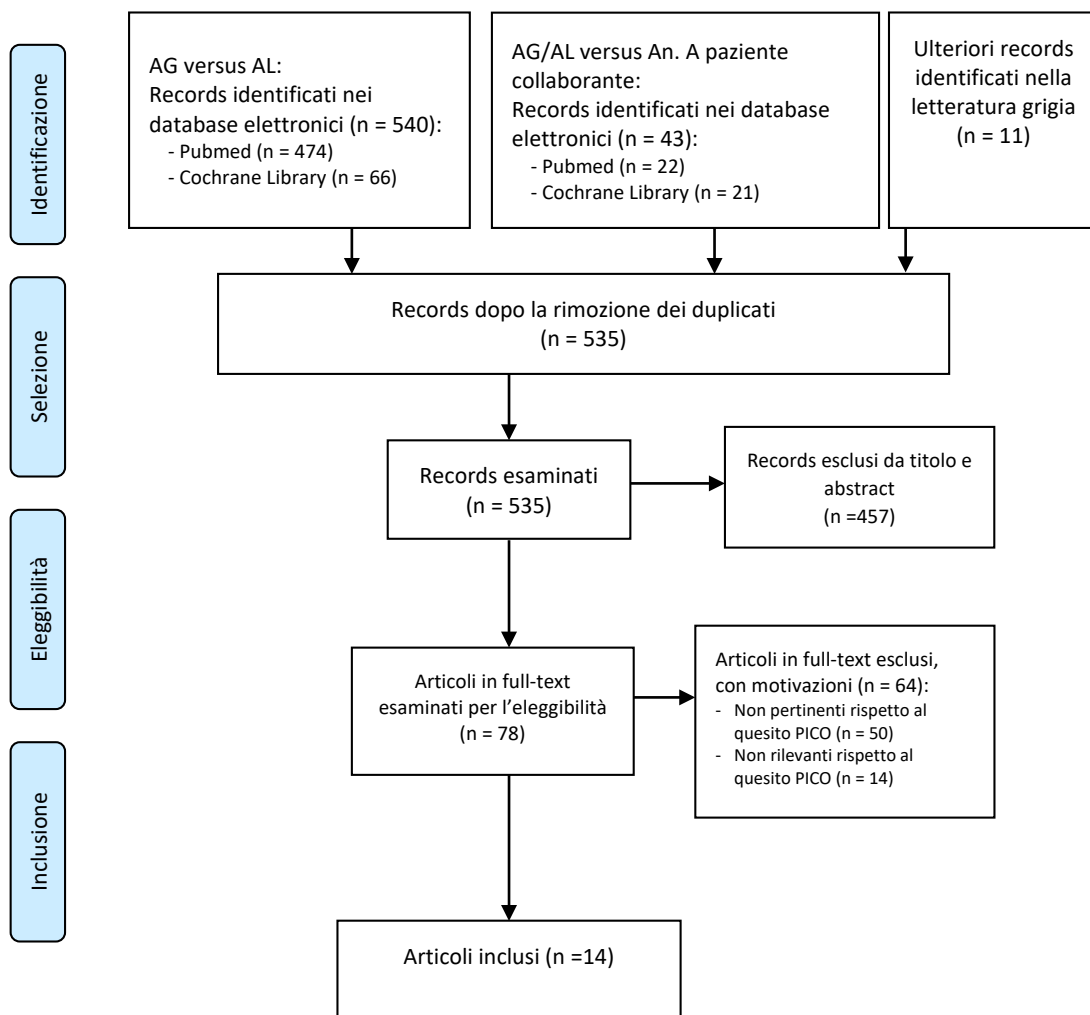 Identificazione
AG versus AL:
Records identificati nei
database elettronici (n = 540):
- Pubmed (n = 474)
- Cochrane Library (n = 66)
AG/AL versus An. A paziente
collaborante:
Records identificati nei database
elettronici (n = 43):
- Pubmed (n = 22)
- Cochrane Library (n = 21)
Ulteriori records
identificati nella
letteratura grigia
(n = 11)
Selezione
Records dopo la rimozione dei duplicati
(n = 535)
Records esaminati
(n = 535)
Records esclusi da titolo e
abstract
(n =457)
Eleggibilità
Articoli in full-text
esaminati per l'eleggibilità
(n = 78)
Articoli in full-text esclusi,
con motivazioni (n = 64):
- Non pertinenti rispetto al
quesito PICO (n = 50)
- Non rilevanti rispetto al
quesito PICO (n = 14)
Inclusione
Articoli inclusi (n =14)